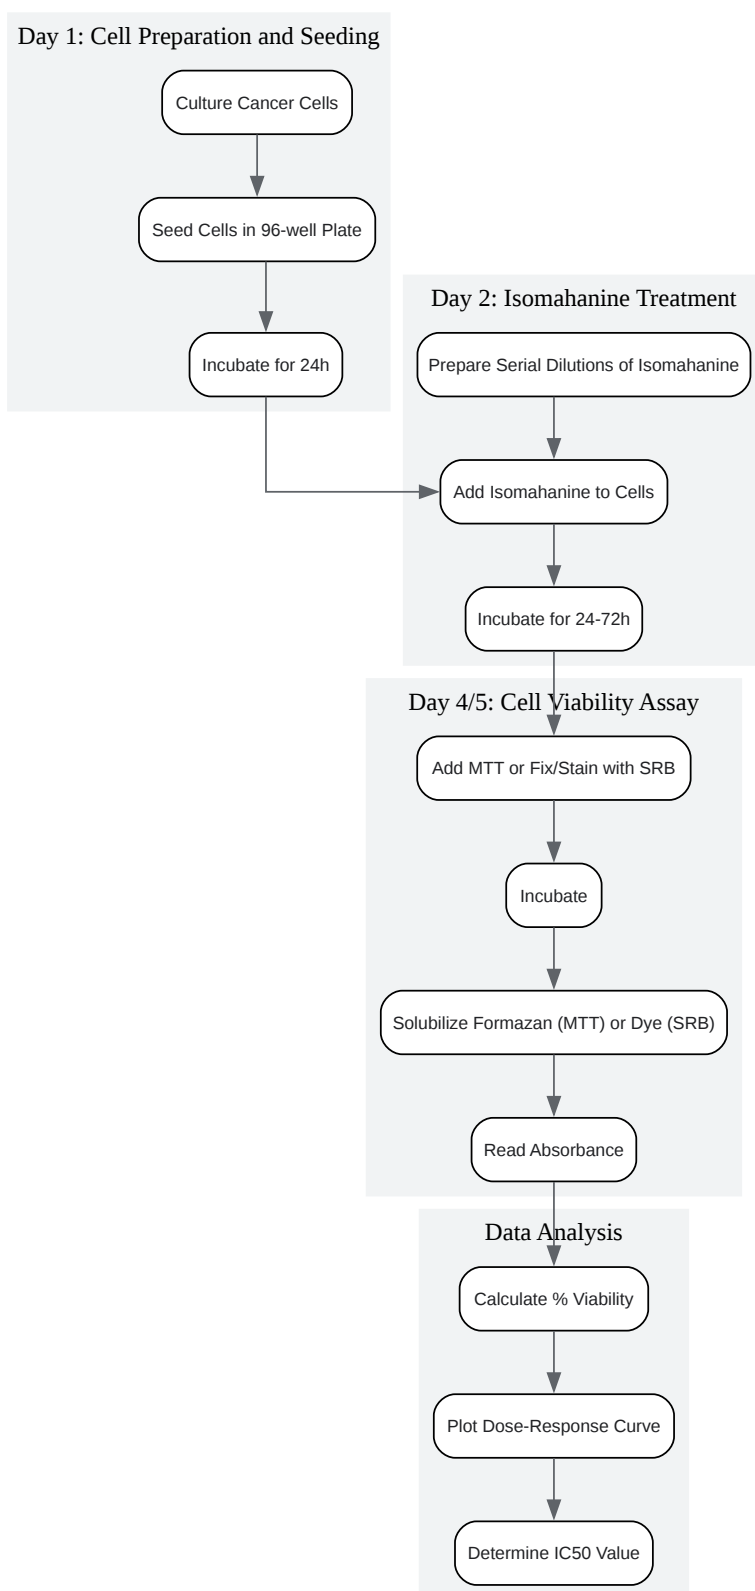 Day 1: Cell Preparation and Seeding
Culture Cancer Cells
Seed Cells in 96-well Plate
Incubate for 24h
Day 2: Isomahanine Treatment
Prepare Serial Dilutions of Isomahanine
Add Isomahanine to Cells
Incubate for 24-72h
Day 4/5: Cell Viability Assay
Add MTT or Fix/Stain with SRB
Incubate
Solubilize Formazan (MTT) or Dye (SRB)
Read Absorbance
Data Analysis
Calculate % Viability
Plot Dose-Response Curve
Determine IC50 Value